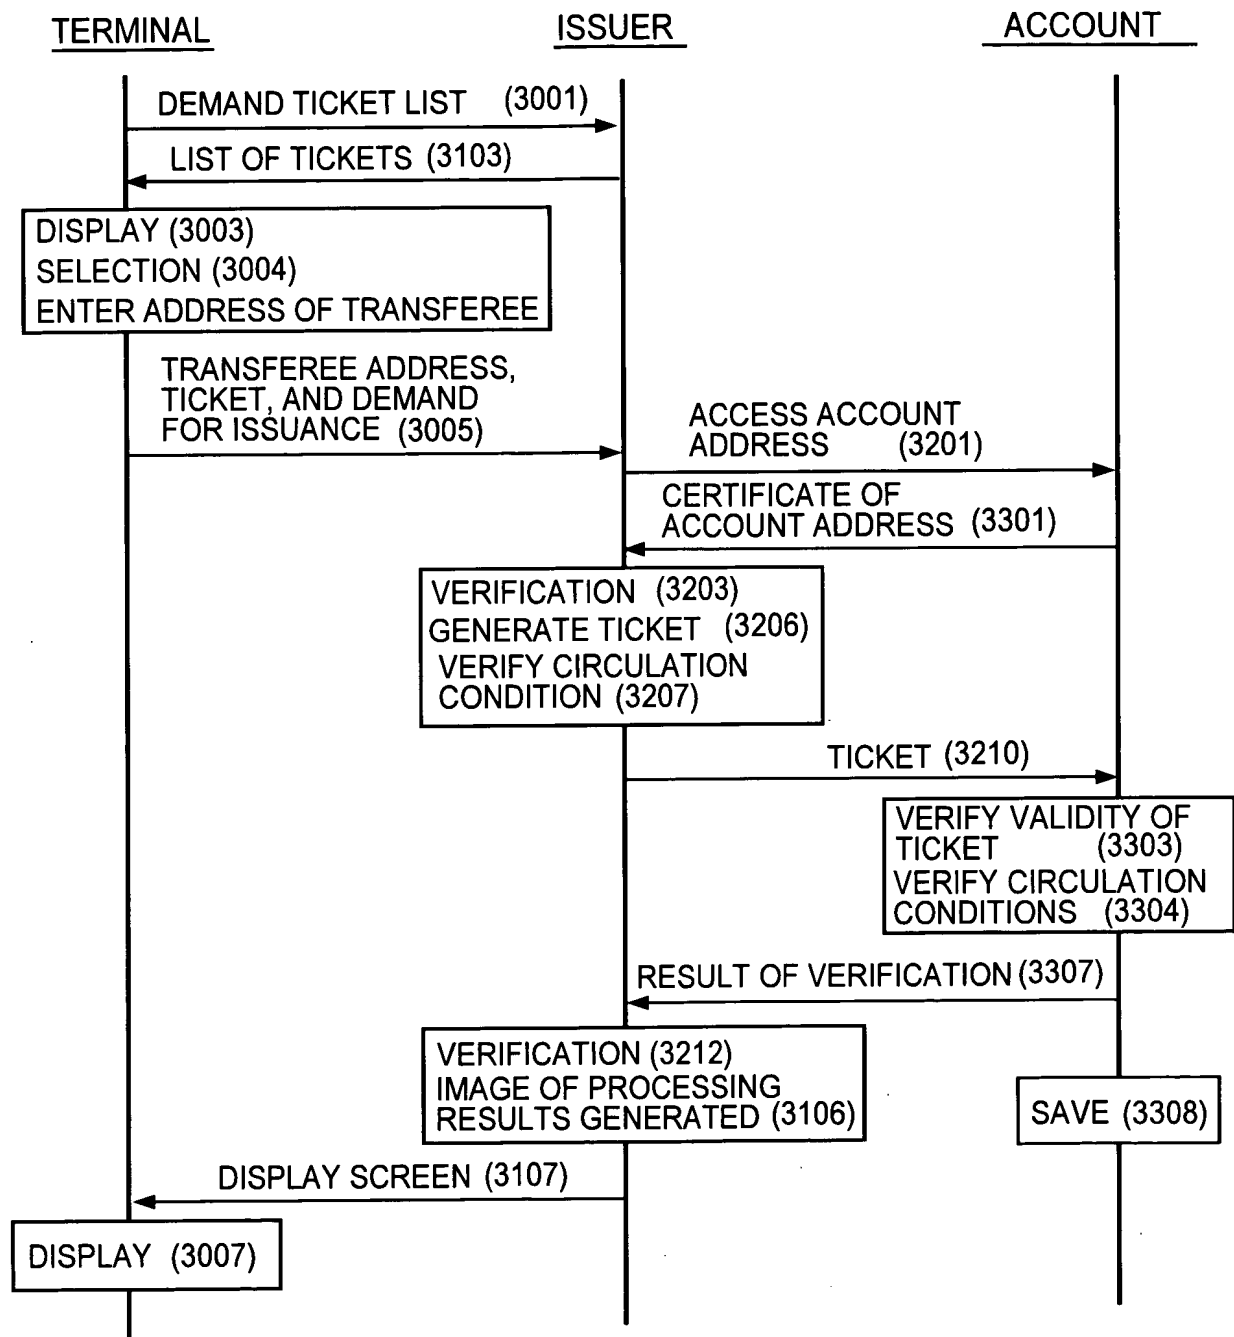 TERMINAL
ISSUER
ACCOUNT
DEMAND TICKET LIST (3001)
LIST OF TICKETS (3103)
DISPLAY (3003)
SELECTION (3004)
ENTER ADDRESS OF TRANSFEREE
TRANSFEREE ADDRESS,
TICKET, AND DEMAND
FOR ISSUANCE (3005)
ACCESS ACCOUNT
ADDRESS (3201)
CERTIFICATE OF
ACCOUNT ADDRESS (3301)
VERIFICATION (3203)
GENERATE TICKET (3206)
VERIFY CIRCULATION
CONDITION (3207)
TICKET (3210)
VERIFY VALIDITY OF
TICKET (3303)
VERIFY CIRCULATION
CONDITIONS (3304)
RESULT OF VERIFICATION (3307)
VERIFICATION (3212)
IMAGE OF PROCESSING
RESULTS GENERATED (3106)
SAVE (3308)
DISPLAY SCREEN (3107)
DISPLAY (3007)